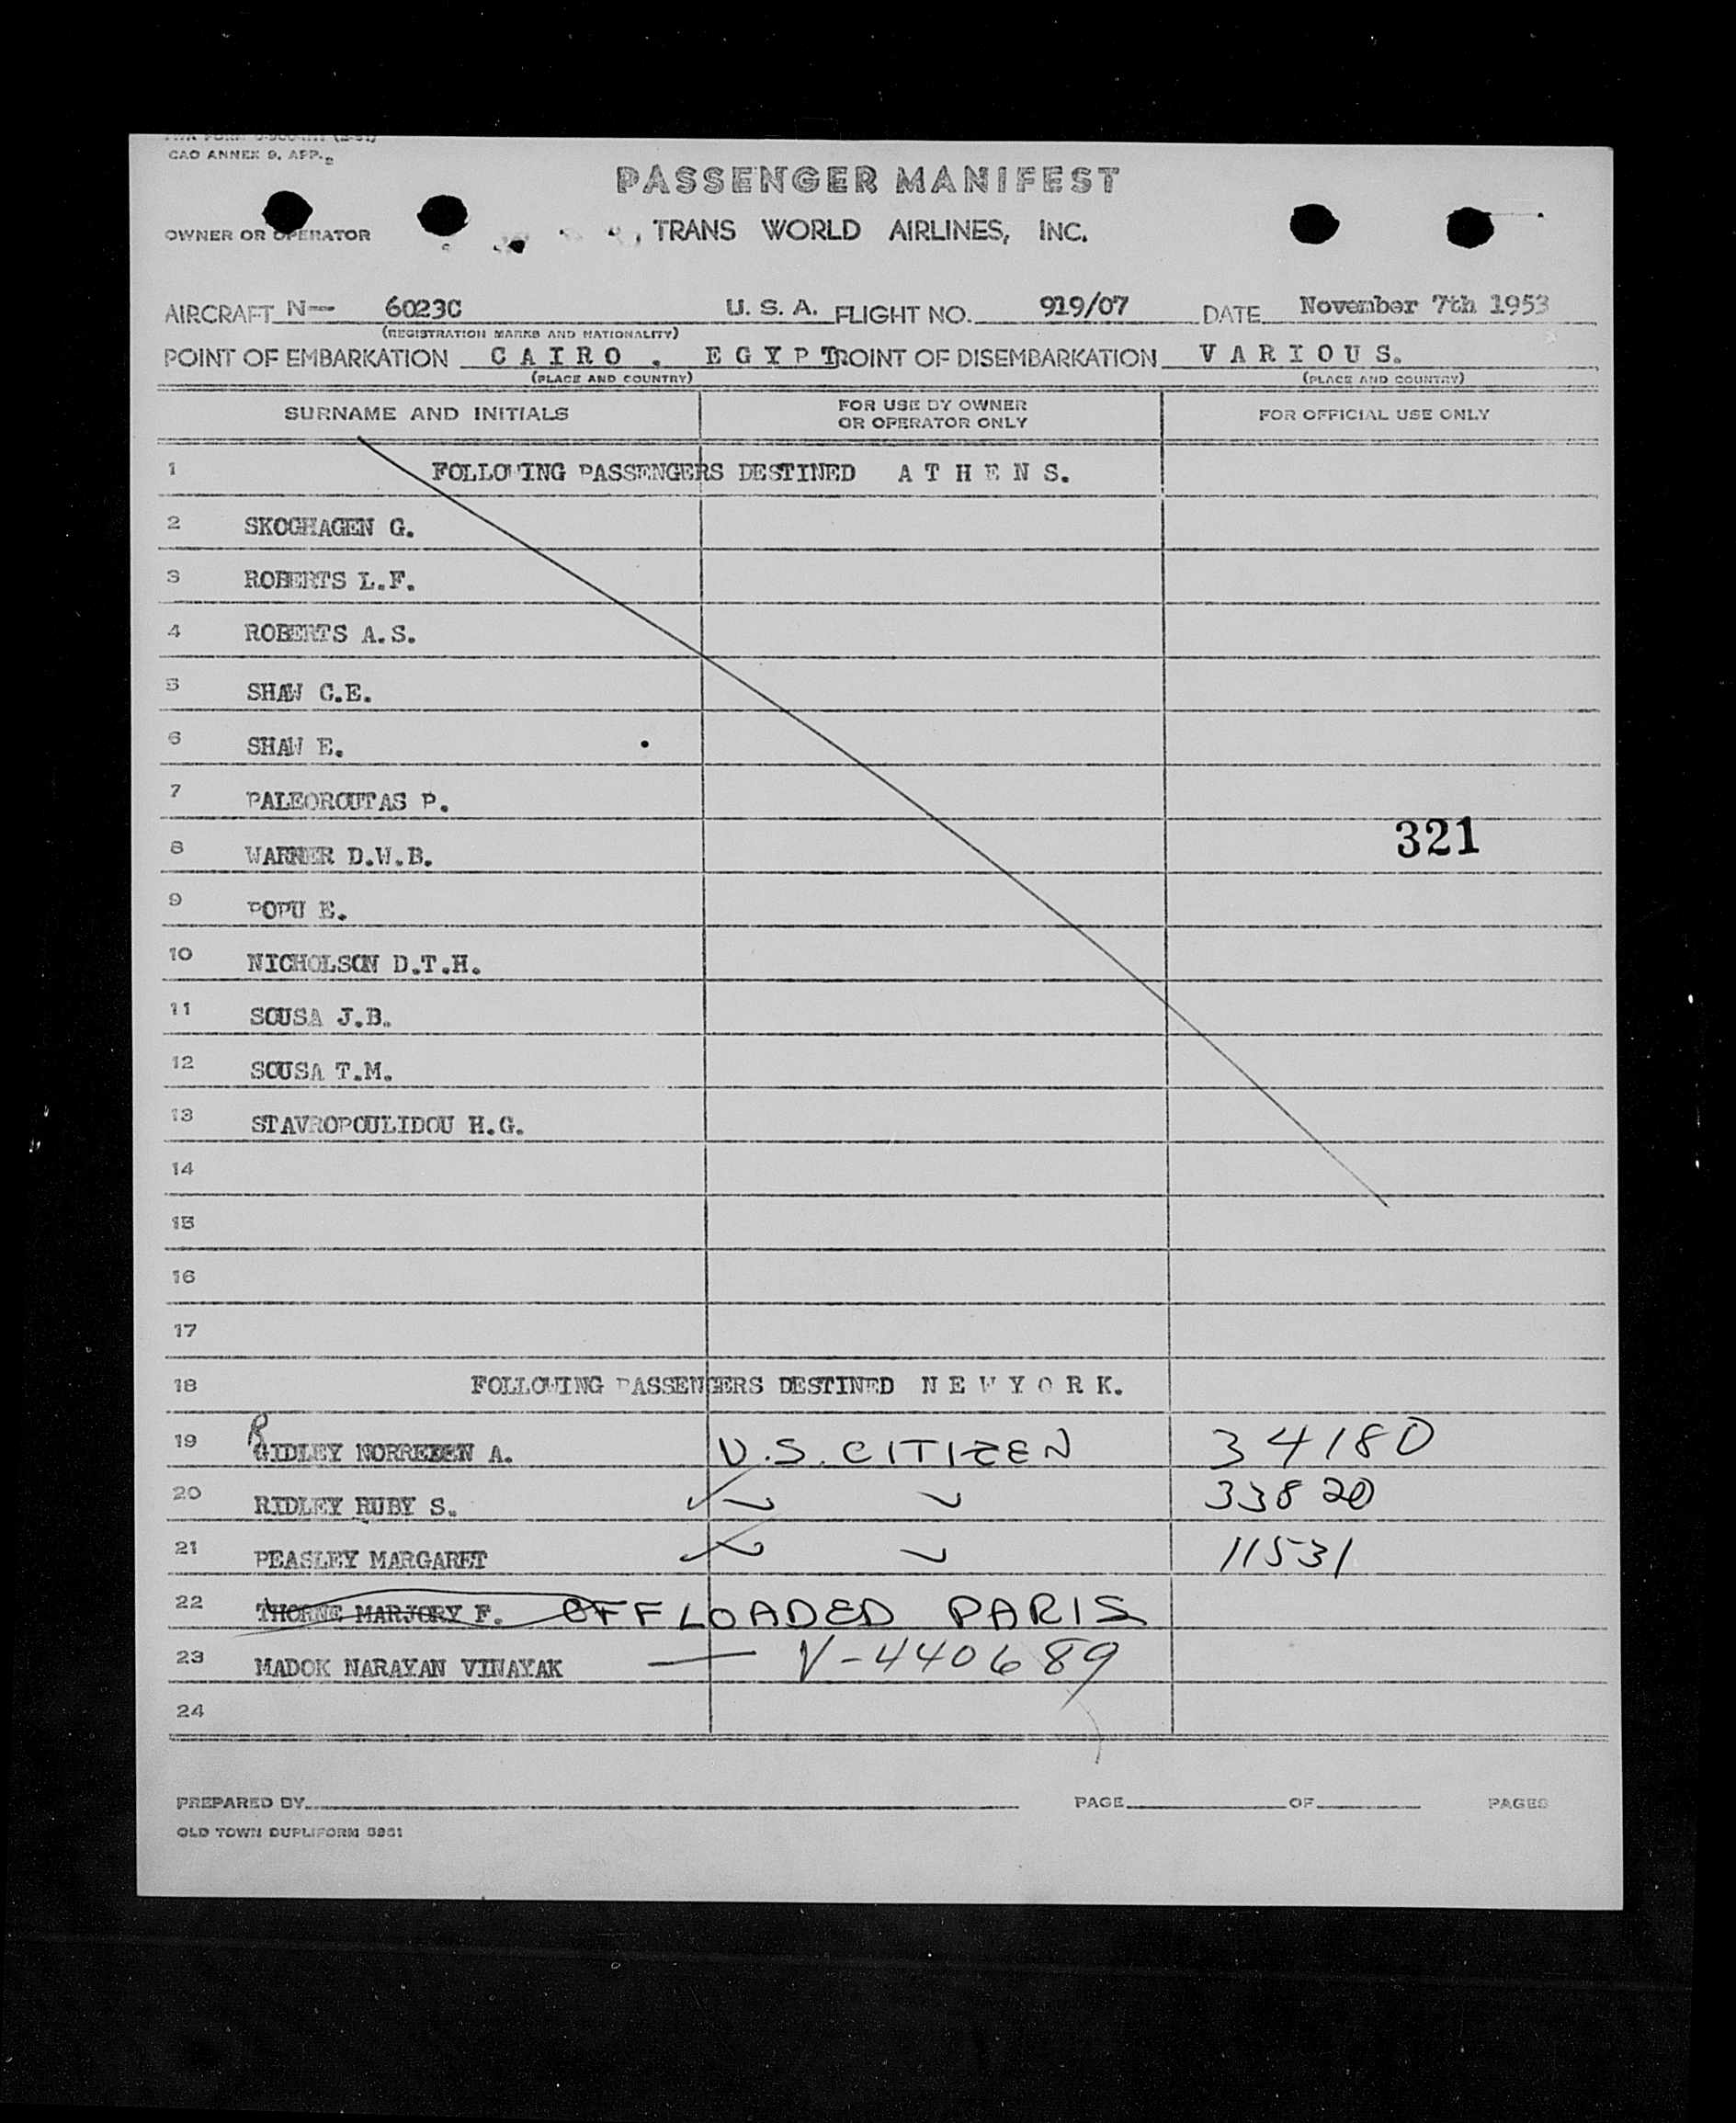 CAO ANNEX 9, APP. 2
PASSENGER MANIFEST
OWNER OR OPERATOR TRANS WORLD AIRLINES, INC.
AIRCRAFT N— 6023C U. S. A. FLIGHT NO. 919/07 DATE November 7th 1953
(REGISTRATION MARKS AND NATIONALITY)
POINT OF EMBARKATION C A I R O . E G Y P T POINT OF DISEMBARKATION V A R I O U S.
(PLACE AND COUNTRY) (PLACE AND COUNTRY)
SURNAME AND INITIALS FOR USE BY OWNER OR OPERATOR ONLY FOR OFFICIAL USE ONLY
1 FOLLOWING PASSENGERS DESTINED A T H E N S.
2 SKOGHAGEN G.
3 ROBERTS L.F.
4 ROBERTS A.S.
5 SHAW C.E.
6 SHAW E.
7 PALEOROUTAS P.
321
8 WARNER D.W.B.
9 POPU E.
10 NICHOLSON D.T.H.
11 SOUSA J.B.
12 SOUSA T.M.
13 STAVROPOULIDOU H.G.
14
15
16
17
18 FOLLOWING PASSENGERS DESTINED N E W Y O R K.
19 RIDLEY A. U.S. CITIZEN 34180
20 RIDLEY RUBY S. 33820
21 PEASLEY MARGARET 11531
22 THORNE MARJORY F. OFFLOADED PARIS
23 MADOK NARAYAN VINAYAK — V-440689
24
PREPARED BY PAGE OF PAGES
OLD TOWN DUPLIFORM 5851